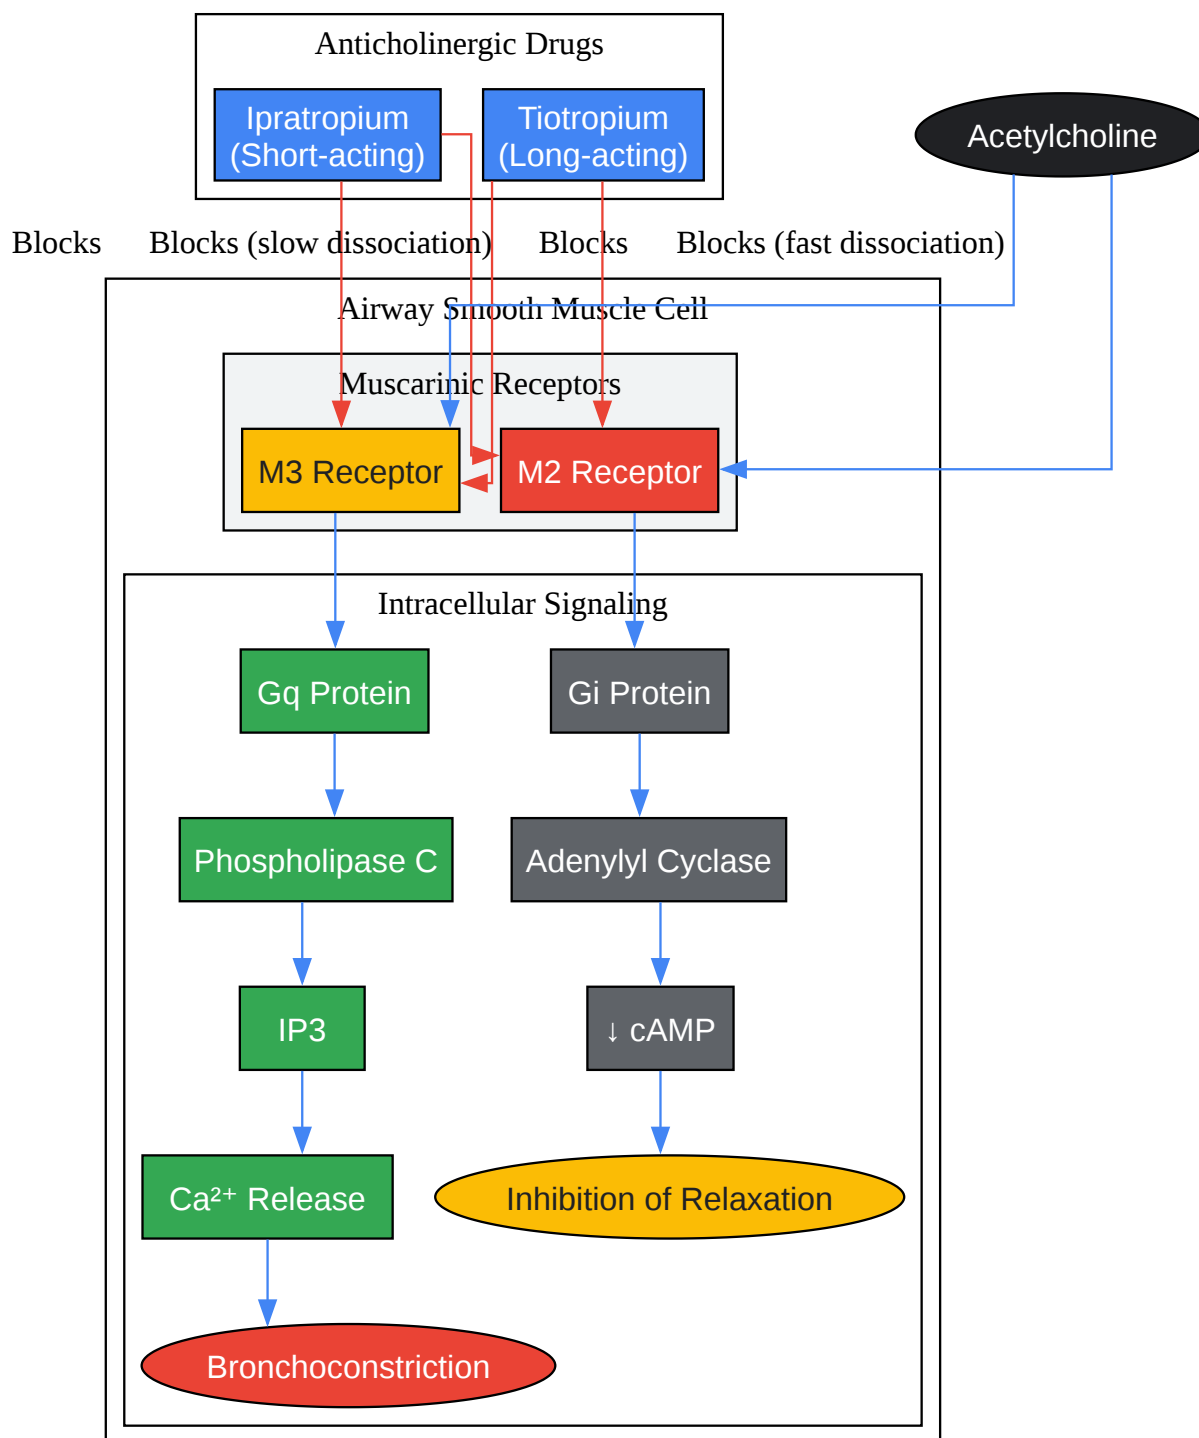 Anticholinergic Drugs
Ipratropium
(Short-acting)
Tiotropium
(Long-acting)
Acetylcholine
Blocks
Blocks (slow dissociation)
Blocks
Blocks (fast dissociation)
Airway Smooth Muscle Cell
Muscarinic Receptors
M3 Receptor
M2 Receptor
Intracellular Signaling
Gq Protein
Gi Protein
Phospholipase C
Adenylyl Cyclase
IP3
↓ cAMP
Ca²⁺ Release
Inhibition of Relaxation
Bronchoconstriction